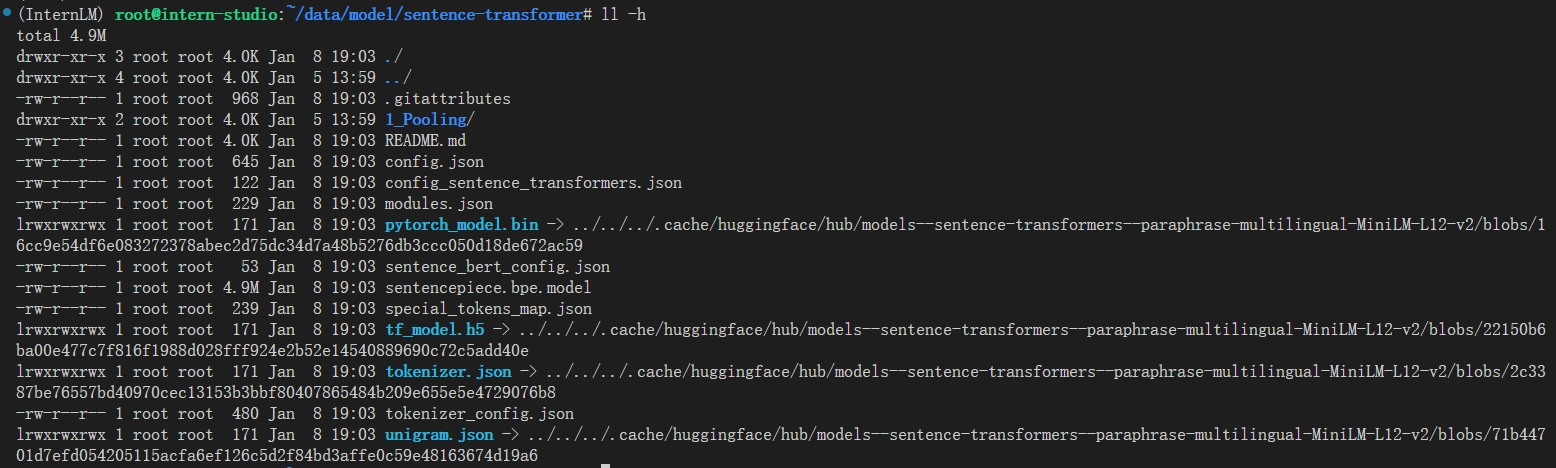 (InternLM) root@intern-studio:~/data/model/sentence-transformer# ll -h
total 4.9M
drwxr-xr-x 3 root root 4.0K Jan  8 19:03 ./
drwxr-xr-x 4 root root 4.0K Jan  5 13:59 ../
-rw-r--r-- 1 root root  968 Jan  8 19:03 .gitattributes
drwxr-xr-x 2 root root 4.0K Jan  5 13:59 1_Pooling/
-rw-r--r-- 1 root root 4.0K Jan  8 19:03 README.md
-rw-r--r-- 1 root root  645 Jan  8 19:03 config.json
-rw-r--r-- 1 root root  122 Jan  8 19:03 config_sentence_transformers.json
-rw-r--r-- 1 root root  229 Jan  8 19:03 modules.json
lrwxrwxrwx 1 root root  171 Jan  8 19:03 pytorch_model.bin -> ../../../.cache/huggingface/hub/models--sentence-transformers--paraphrase-multilingual-MiniLM-L12-v2/blobs/1
6cc9e54df6e083272378abec2d75dc34d7a48b5276db3ccc050d18de672ac59
-rw-r--r-- 1 root root   53 Jan  8 19:03 sentence_bert_config.json
-rw-r--r-- 1 root root 4.9M Jan  8 19:03 sentencepiece.bpe.model
-rw-r--r-- 1 root root  239 Jan  8 19:03 special_tokens_map.json
lrwxrwxrwx 1 root root  171 Jan  8 19:03 tf_model.h5 -> ../../../.cache/huggingface/hub/models--sentence-transformers--paraphrase-multilingual-MiniLM-L12-v2/blobs/22150b6
ba00e477c7f816f1988d028fff924e2b52e14540889690c72c5add40e
lrwxrwxrwx 1 root root  171 Jan  8 19:03 tokenizer.json -> ../../../.cache/huggingface/hub/models--sentence-transformers--paraphrase-multilingual-MiniLM-L12-v2/blobs/2c33
87be76557bd40970cec13153b3bbf80407865484b209e655e5e4729076b8
-rw-r--r-- 1 root root  480 Jan  8 19:03 tokenizer_config.json
lrwxrwxrwx 1 root root  171 Jan  8 19:03 unigram.json -> ../../../.cache/huggingface/hub/models--sentence-transformers--paraphrase-multilingual-MiniLM-L12-v2/blobs/71b447
01d7efd054205115acfa6ef126c5d2f84bd3affe0c59e48163674d19a6